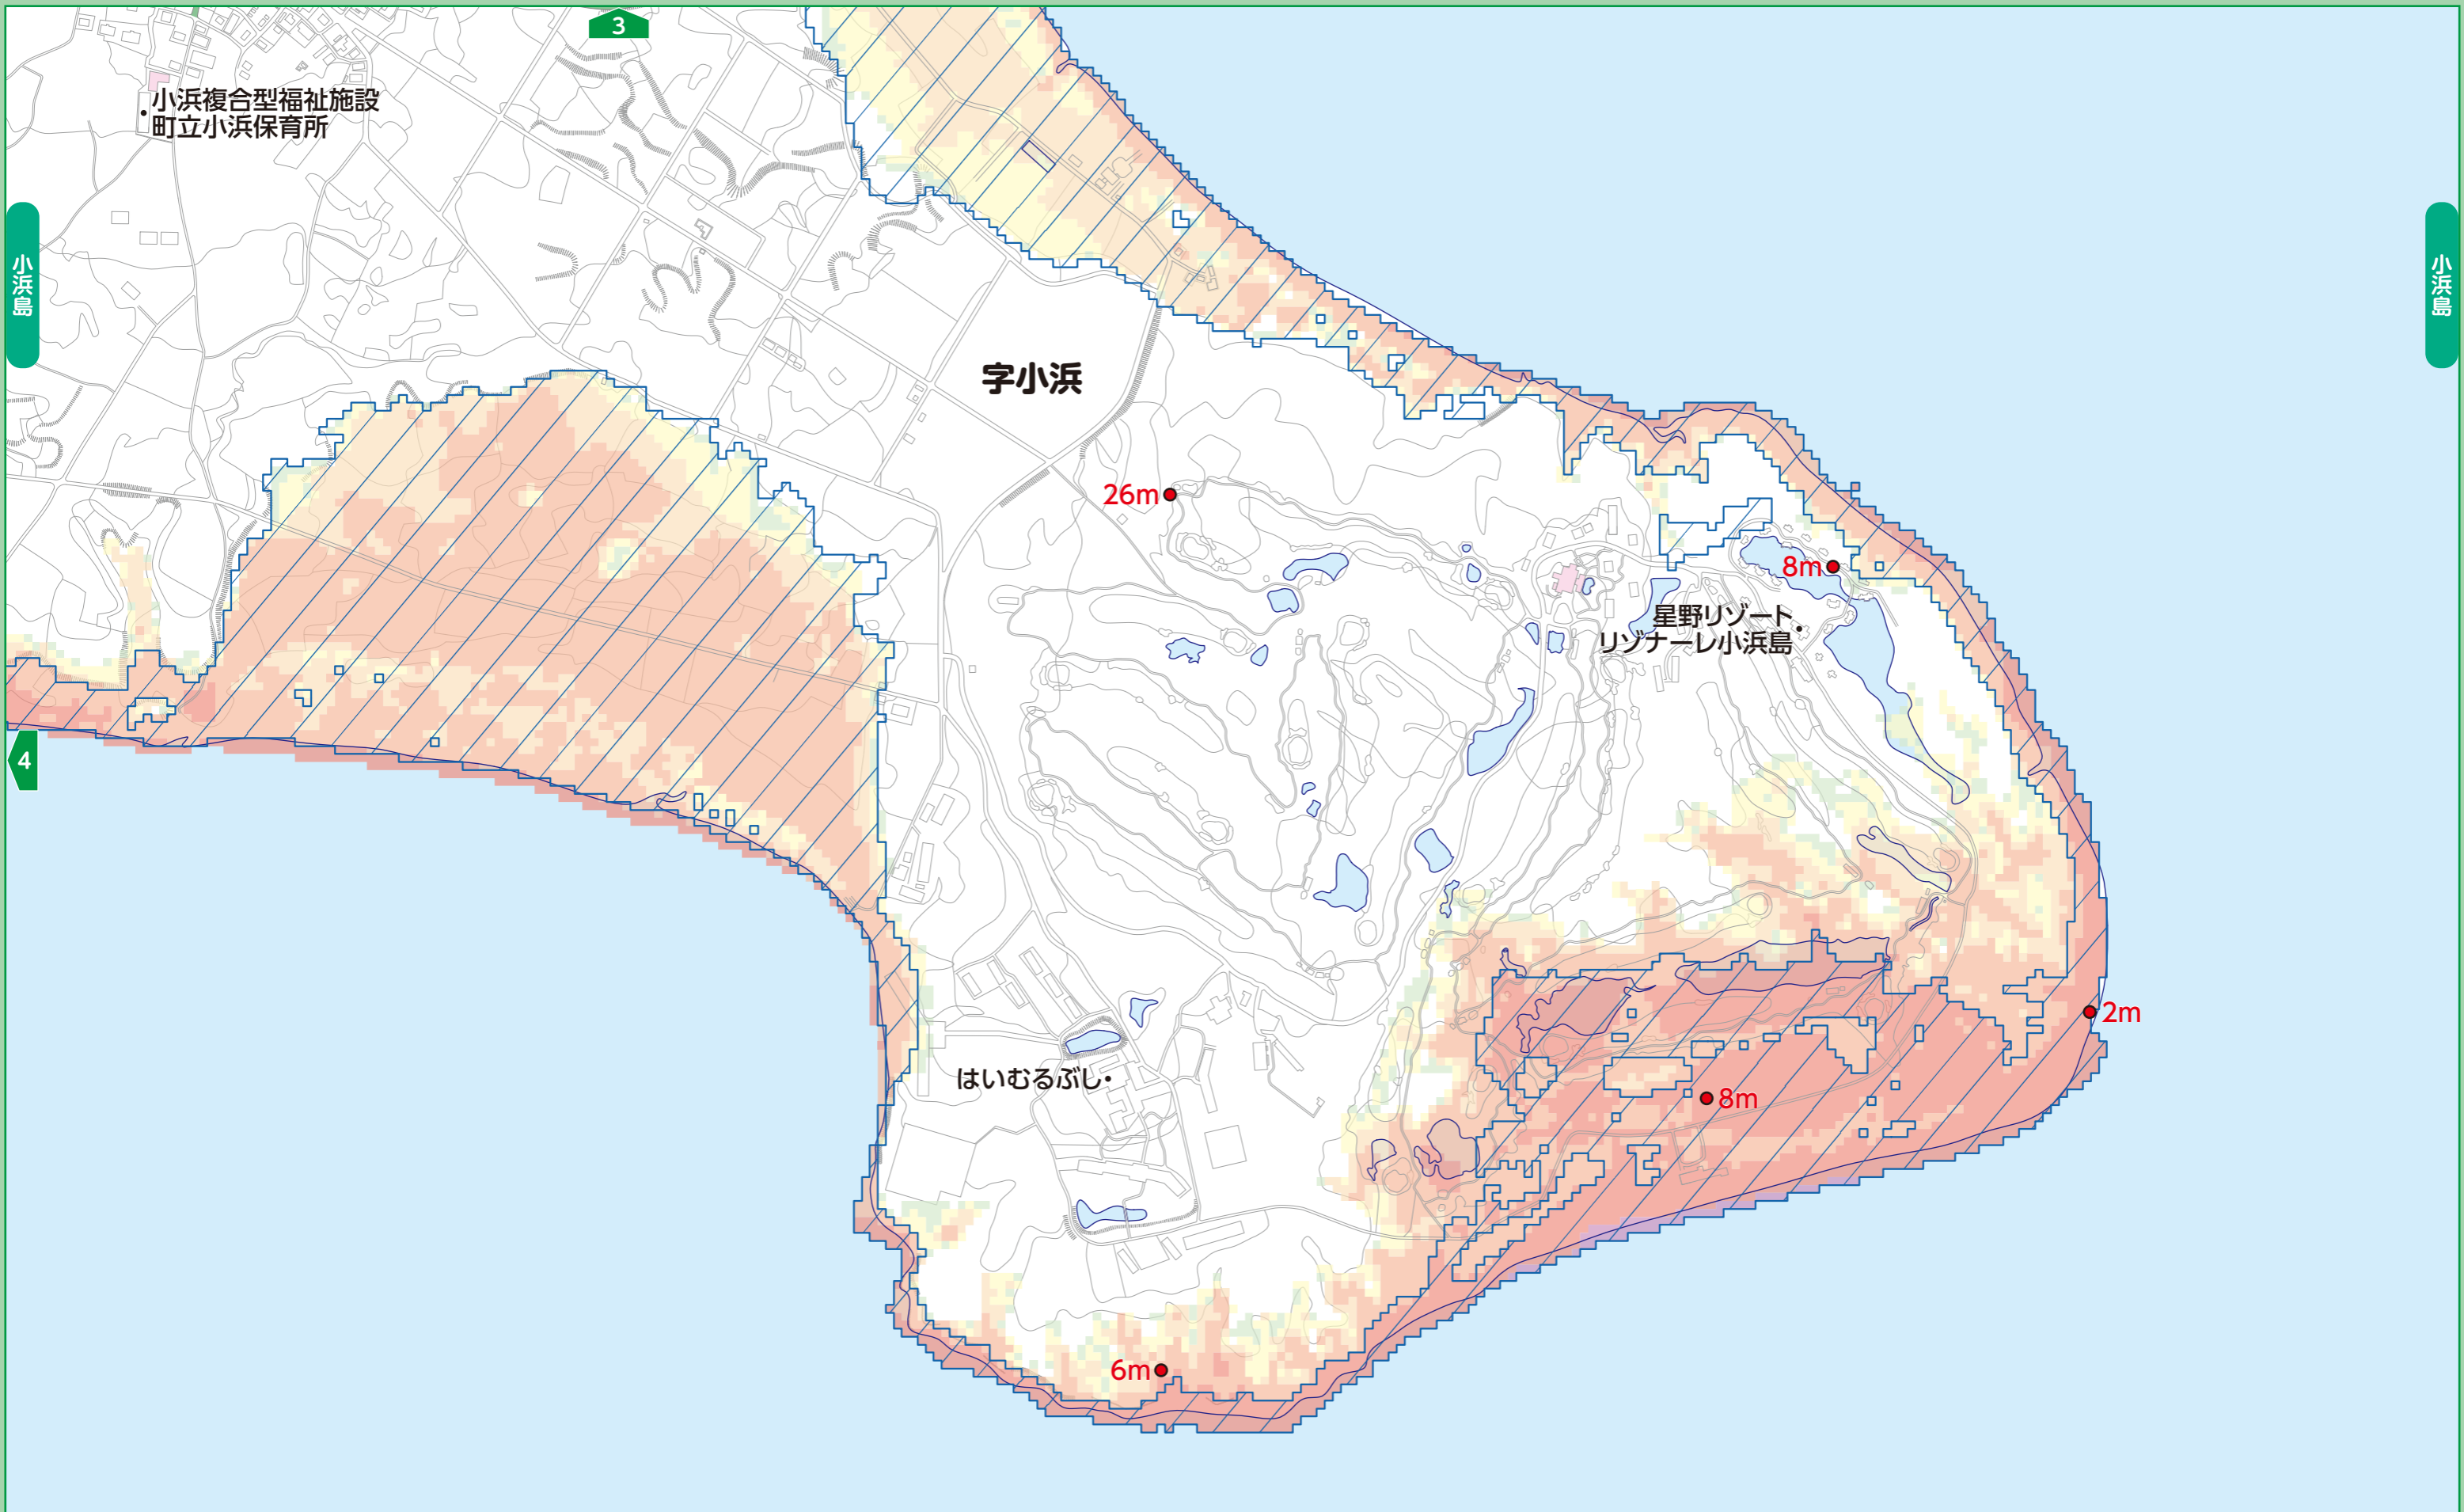 3
小浜複合型福祉施設
町立小浜保育所
小浜島
小浜島
字小浜
26m
8m
星野リゾート
リゾナーレ小浜島
4
2m
はいむるぶし
8m
6m